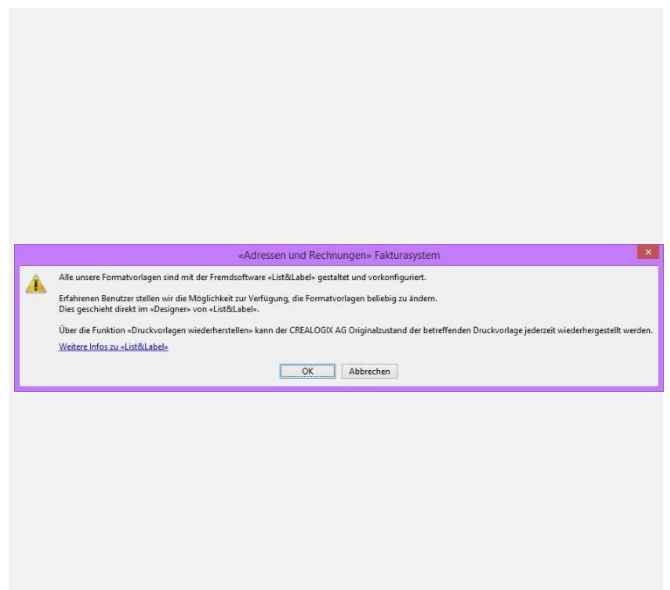 «Adressen und Rechnungen» Fakturasystem
Alle unsere Formatvorlagen sind mit der Fremdsoftware «List&Label» gestaltet und vorkonfiguriert.
Erfahrenen Benutzer stellen wir die Möglichkeit zur Verfügung, die Formatvorlagen beliebig zu ändern.
Dies geschieht direkt im «Designer» von «List&Label».
Über die Funktion «Druckvorlagen wiederherstellen» kann der CREALOGIX AG Originalzustand der betreffenden Druckvorlage jederzeit wiederhergestellt werden.
Weitere Infos zu «List&Label»
OK Abbrechen